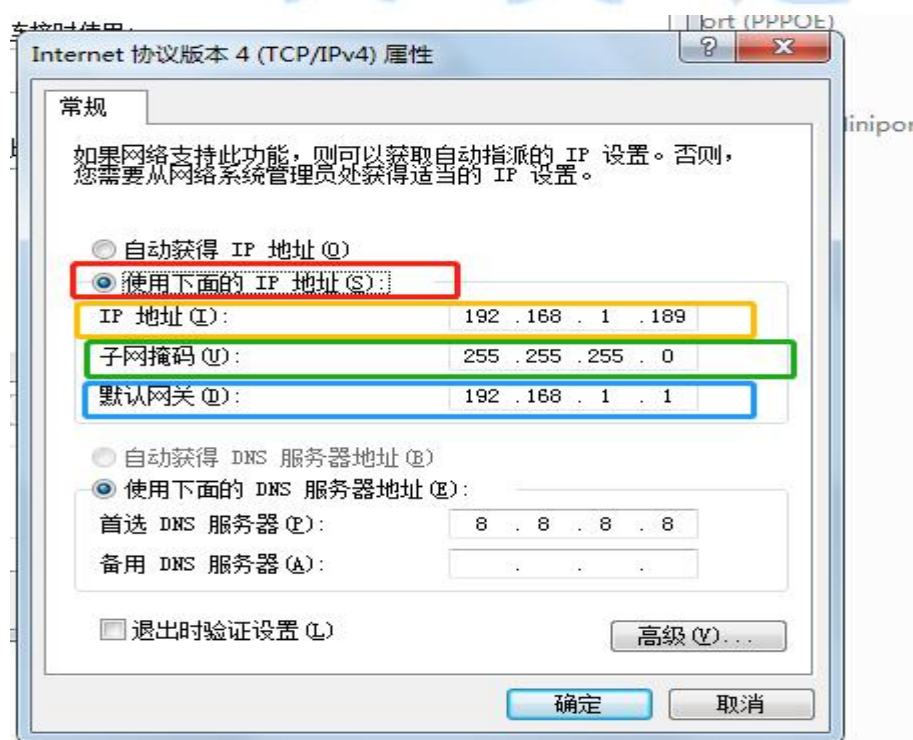 port (PPPOE)
Internet 协议版本 4 (TCP/IPv4) 属性
常规
如果网络支持此功能，则可以获取自动指派的 IP 设置。否则，
您需要从网络系统管理员处获得适当的 IP 设置。
自动获得 IP 地址(O)
使用下面的 IP 地址(S):
IP 地址(I): 192 .168 . 1 .189
子网掩码(U): 255 .255 .255 . 0
默认网关(D): 192 .168 . 1 . 1
自动获得 DNS 服务器地址(B)
使用下面的 DNS 服务器地址(E):
首选 DNS 服务器(P): 8 . 8 . 8 . 8
备用 DNS 服务器(A): . . .
退出时验证设置(L)
高级(V)...
确定
取消